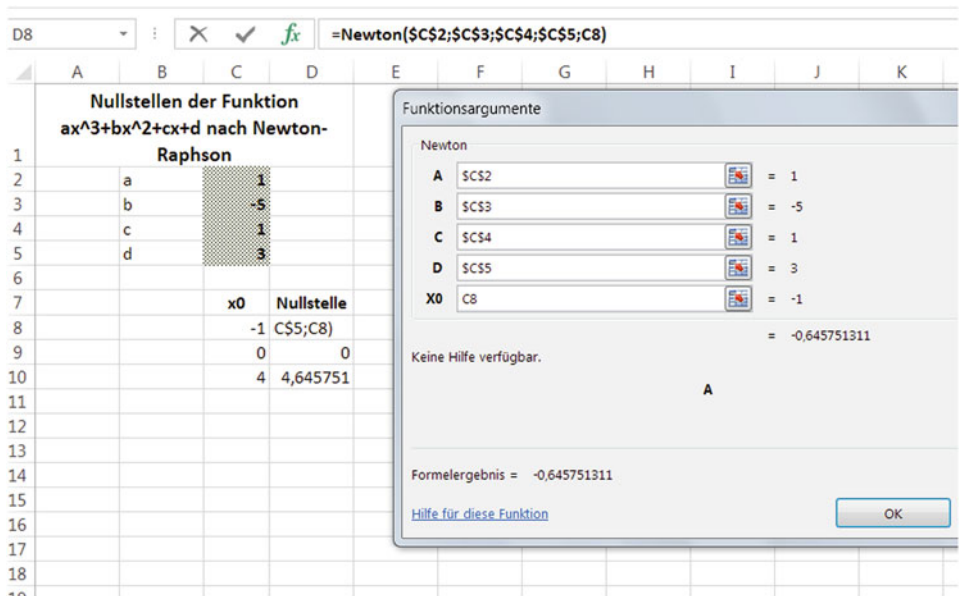 D8 fx =Newton($C$2;$C$3;$C$4;$C$5;C8)
A B C D E F G H I J K
1 Nullstellen der Funktion
ax^3+bx^2+cx+d nach Newton-
Raphson
2 a 1
3 b -5
4 c 1
5 d 3
6
7 x0 Nullstelle
8 -1 C$5;C8)
9 0 0
10 4 4,645751
11
12
13
14
15
16
17
18
19
Funktionsargumente
Newton
A $C$2 = 1
B $C$3 = -5
C $C$4 = 1
D $C$5 = 3
X0 C8 = -1
= -0,645751311
Keine Hilfe verfügbar.
A
Formelergebnis = -0,645751311
Hilfe für diese Funktion
OK